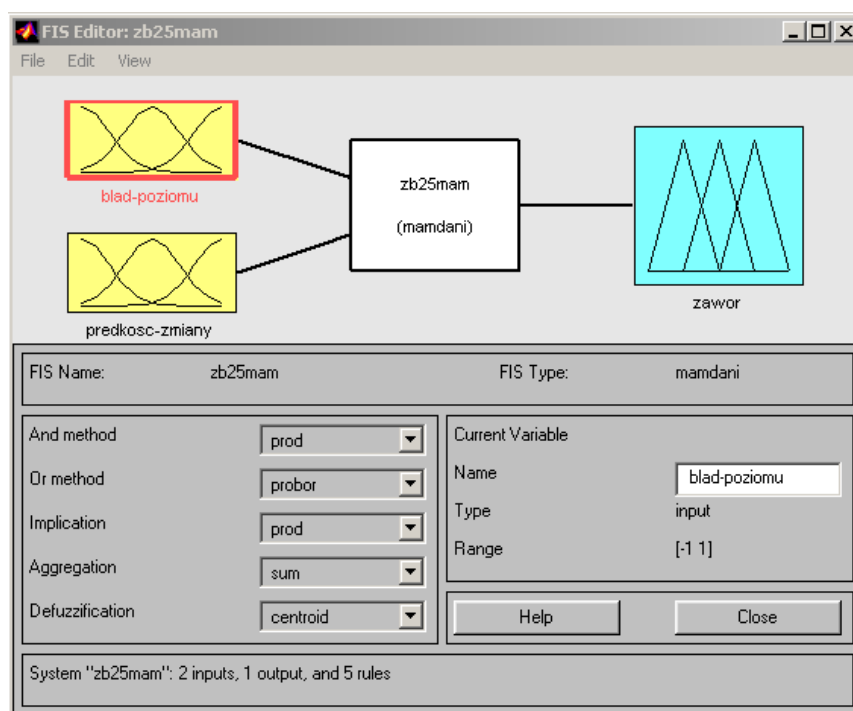 FIS Editor: zb25mam
File Edit View
blad-poziomu
zb25mam
(mamdani)
zawor
predkosc-zmiany
FIS Name: zb25mam FIS Type: mamdani
And method prod
Or method probor
Implication prod
Aggregation sum
Defuzzification centroid
Current Variable
Name blad-poziomu
Type input
Range [-1 1]
Help Close
System "zb25mam": 2 inputs, 1 output, and 5 rules